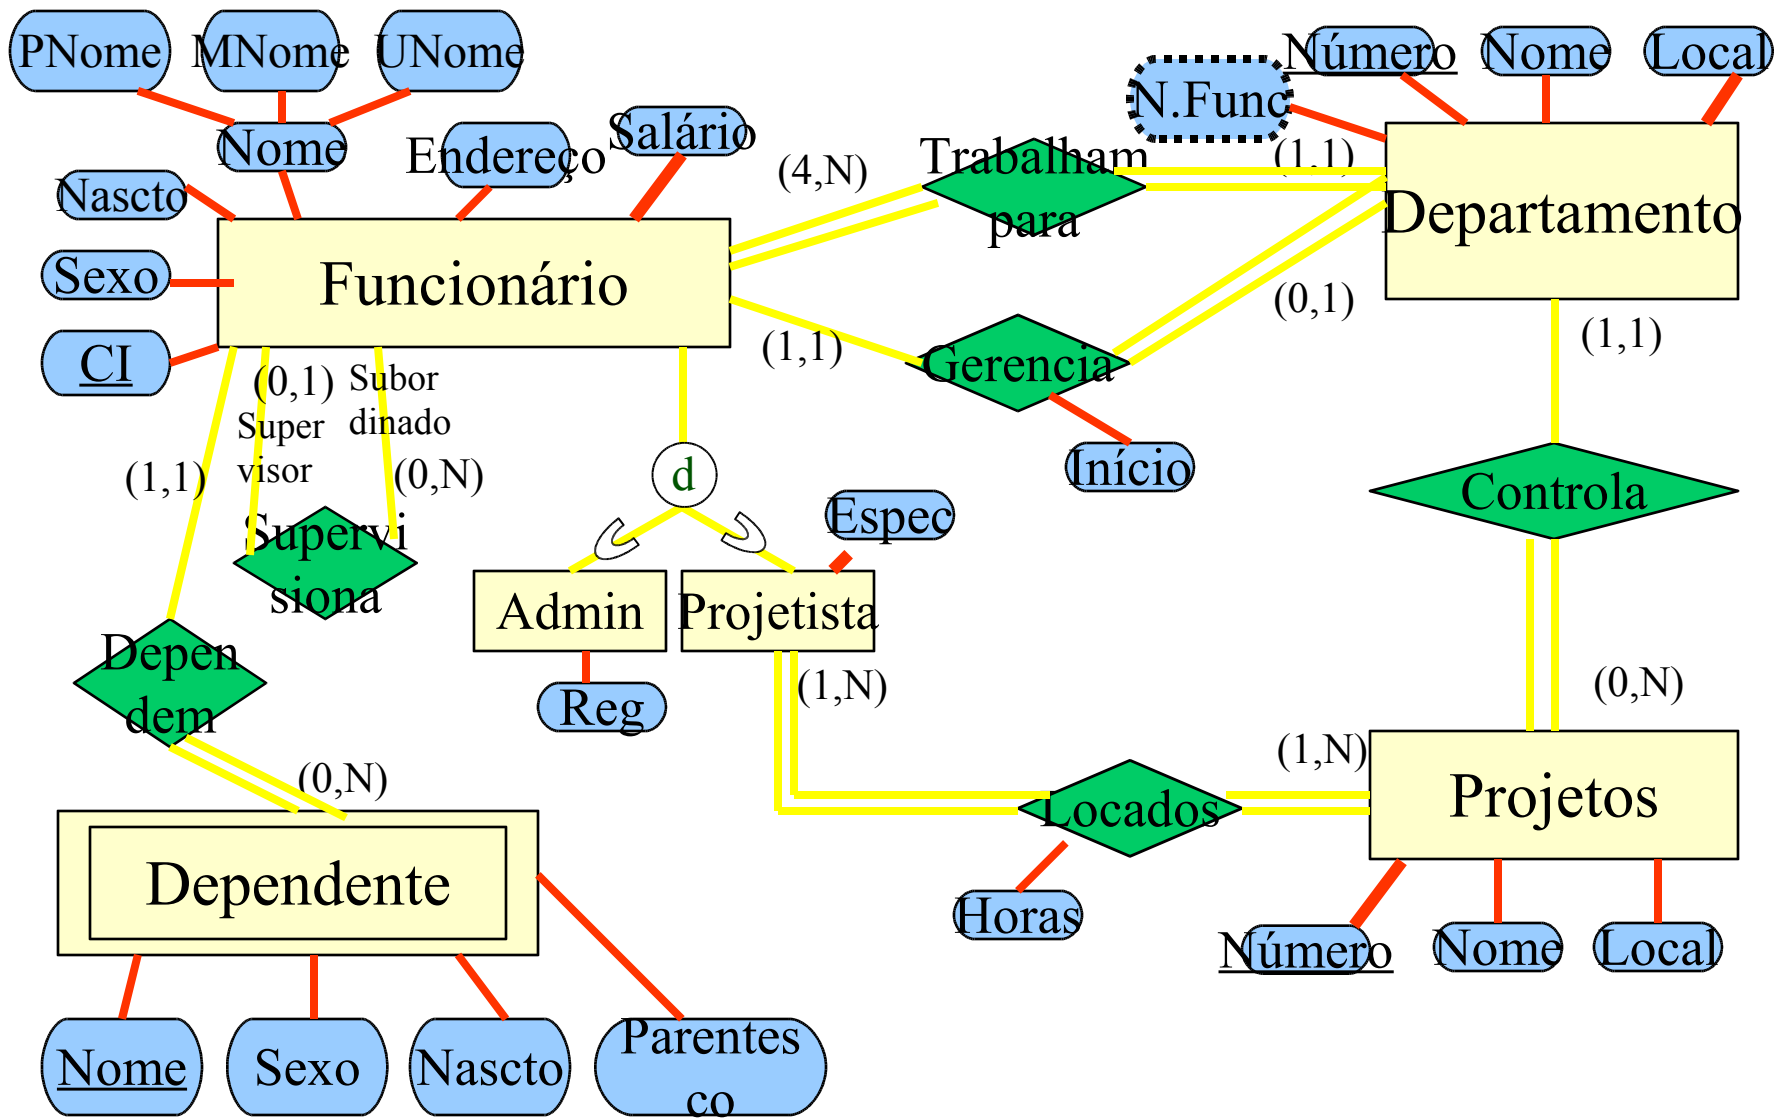 PNome
MNome
UNome
Número
Nome
Local
N.Func
Nome
Endereço
Salário
Trabalham
para
(1,1)
(4,N)
Nascto
Departamento
Sexo
Funcionário
(0,1)
(1,1)
(1,1)
Gerencia
CI
(0,1)
Subor
dinado
Super
visor
(1,1)
(0,N)
d
Início
Controla
Espec
Supervi
siona
Admin
Projetista
Depen
dem
(1,N)
(0,N)
Reg
(0,N)
(1,N)
Projetos
Locados
Dependente
Horas
Número
Nome
Local
Nome
Sexo
Nascto
Parentes
co